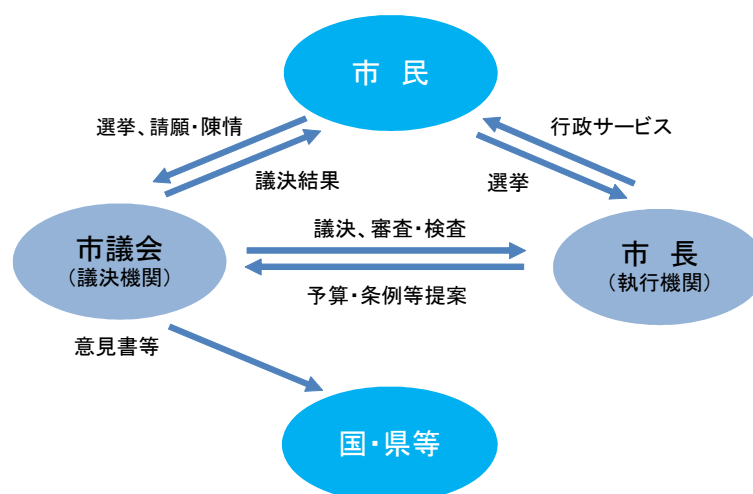 市 民
選挙、請願・陳情
行政サービス
議決結果
選挙
市議会
(議決機関)
議決、審査・検査
市 長
(執行機関)
予算・条例等提案
意見書等
国・県等